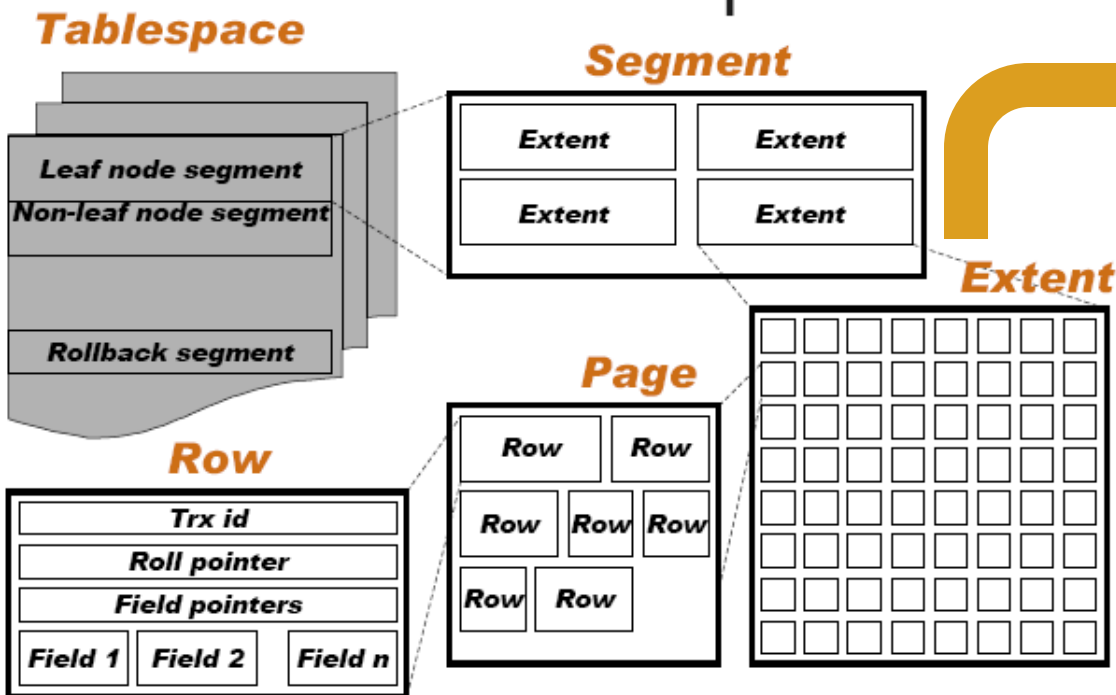 Tablespace
Leaf node segment
Non-leaf node segment
Rollback segment
Segment
Extent
Extent
Extent
Extent
Extent
Page
Row
Row
Row
Row
Row
Row
Row
Row
Trx id
Roll pointer
Field pointers
Field 1
Field 2
Field n